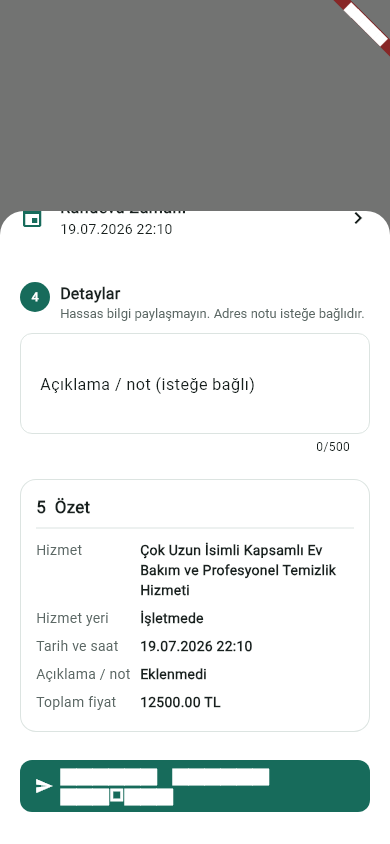 19.07.2026 22:10
4 Detaylar
Hassas bilgi paylaşmayın. Adres notu isteğe bağlıdır.
Açıklama / not (isteğe bağlı)
0/500
5 Özet
Hizmet Çok Uzun İsimli Kapsamlı Ev
Bakım ve Profesyonel Temizlik
Hizmeti
Hizmet yeri İşletmede
Tarih ve saat 19.07.2026 22:10
Açıklama / not Eklenmedi
Toplam fiyat 12500.00 TL